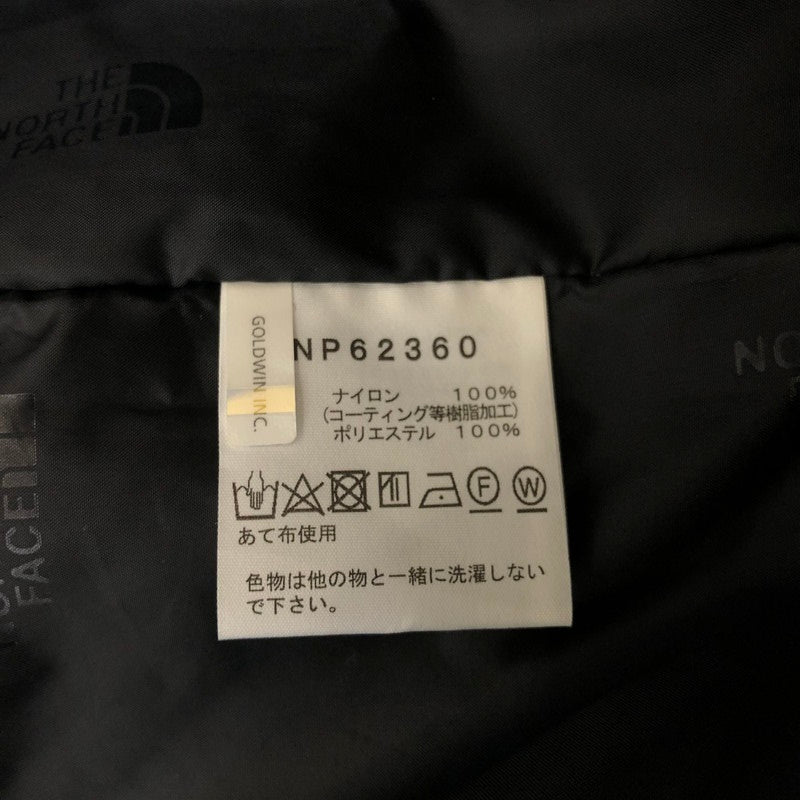 THE
NORTH
FACE
GOLDWIN INC.
NP62360
ナイロン 100%
(コーティング等樹脂加工)
ポリエステル 100%
F W
あて布使用
色物は他の物と一緒に洗濯しない
で下さい。
FACE